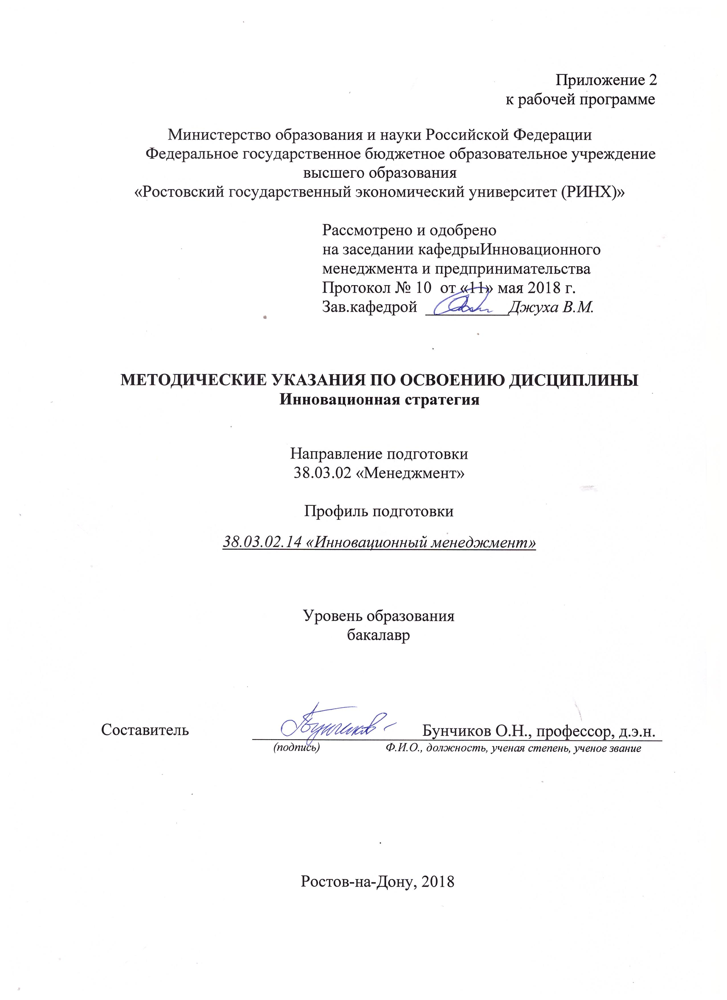 Приложение 2
к рабочей программе
Министерство образования и науки Российской Федерации
Федеральное государственное бюджетное образовательное учреждение
высшего образования
«Ростовский государственный экономический университет (РИНХ)»
Рассмотрено и одобрено
на заседании кафедрыИнновационного
менеджмента и предпринимательства
Протокол № 10 от «11» мая 2018 г.
Зав.кафедрой __________Джуха В.М.
МЕТОДИЧЕСКИЕ УКАЗАНИЯ ПО ОСВОЕНИЮ ДИСЦИПЛИНЫ
Инновационная стратегия
Направление подготовки
38.03.02 «Менеджмент»
Профиль подготовки
38.03.02.14 «Инновационный менеджмент»
Уровень образования
бакалавр
Составитель Бунчиков О.Н., профессор, д.э.н.
(подпись) Ф.И.О., должность, ученая степень, ученое звание
Ростов-на-Дону, 2018